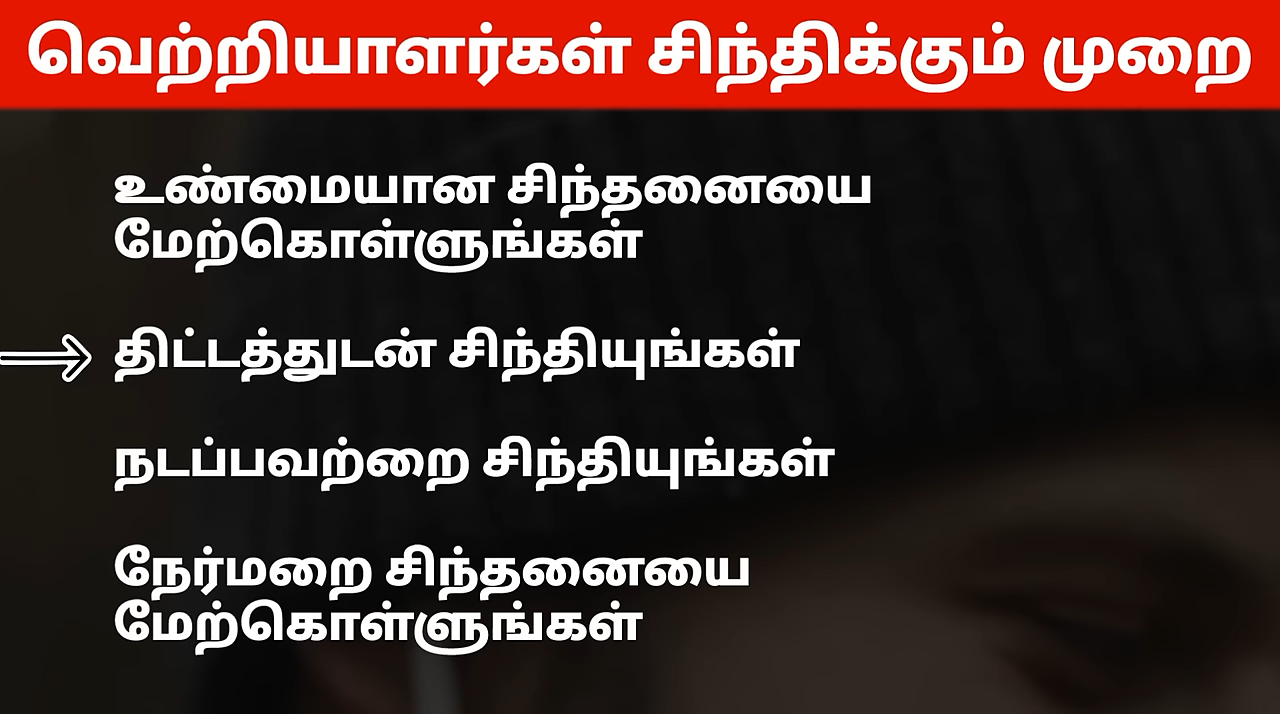 வெற்றியாளர்கள் சிந்திக்கும் முறை
உண்மையான சிந்தனையை
மேற்கொள்ளுங்கள்
திட்டத்துடன் சிந்தியுங்கள்
நடப்பவற்றை சிந்தியுங்கள்
நேர்மறை சிந்தனையை
மேற்கொள்ளுங்கள்